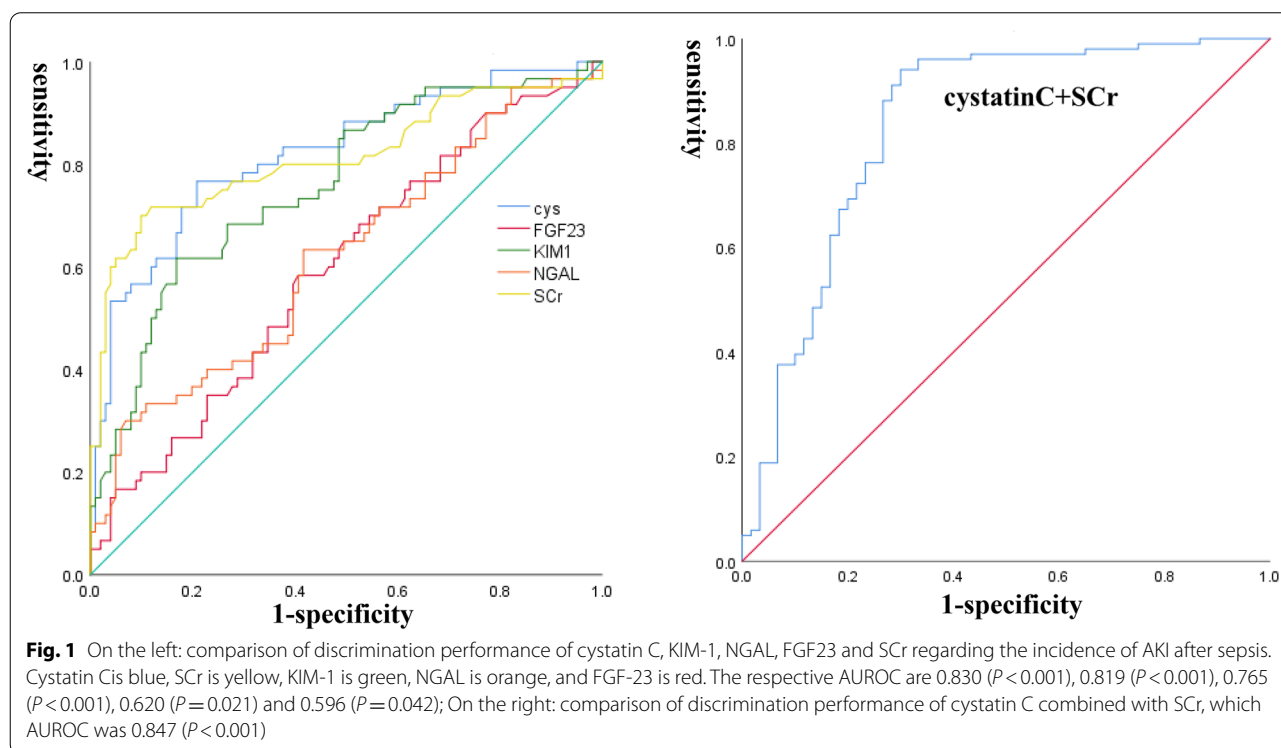 sensitivity
1.0
0.8
0.6
0.4
0.2
0.0
0.0 0.2 0.4 0.6 0.8 1.0
1-specificity
cys
FGF23
KIM1
NGAL
SCr
sensitivity
1.0
0.8
0.6
0.4
0.2
0.0
0.0 0.2 0.4 0.6 0.8 1.0
1-specificity
cystatinC+SCr
Fig. 1 On the left: comparison of discrimination performance of cystatin C, KIM-1, NGAL, FGF23 and SCr regarding the incidence of AKI after sepsis.
Cystatin Cis blue, SCr is yellow, KIM-1 is green, NGAL is orange, and FGF-23 is red. The respective AUROC are 0.830 (P < 0.001), 0.819 (P < 0.001), 0.765
(P < 0.001), 0.620 (P = 0.021) and 0.596 (P = 0.042); On the right: comparison of discrimination performance of cystatin C combined with SCr, which
AUROC was 0.847 (P < 0.001)